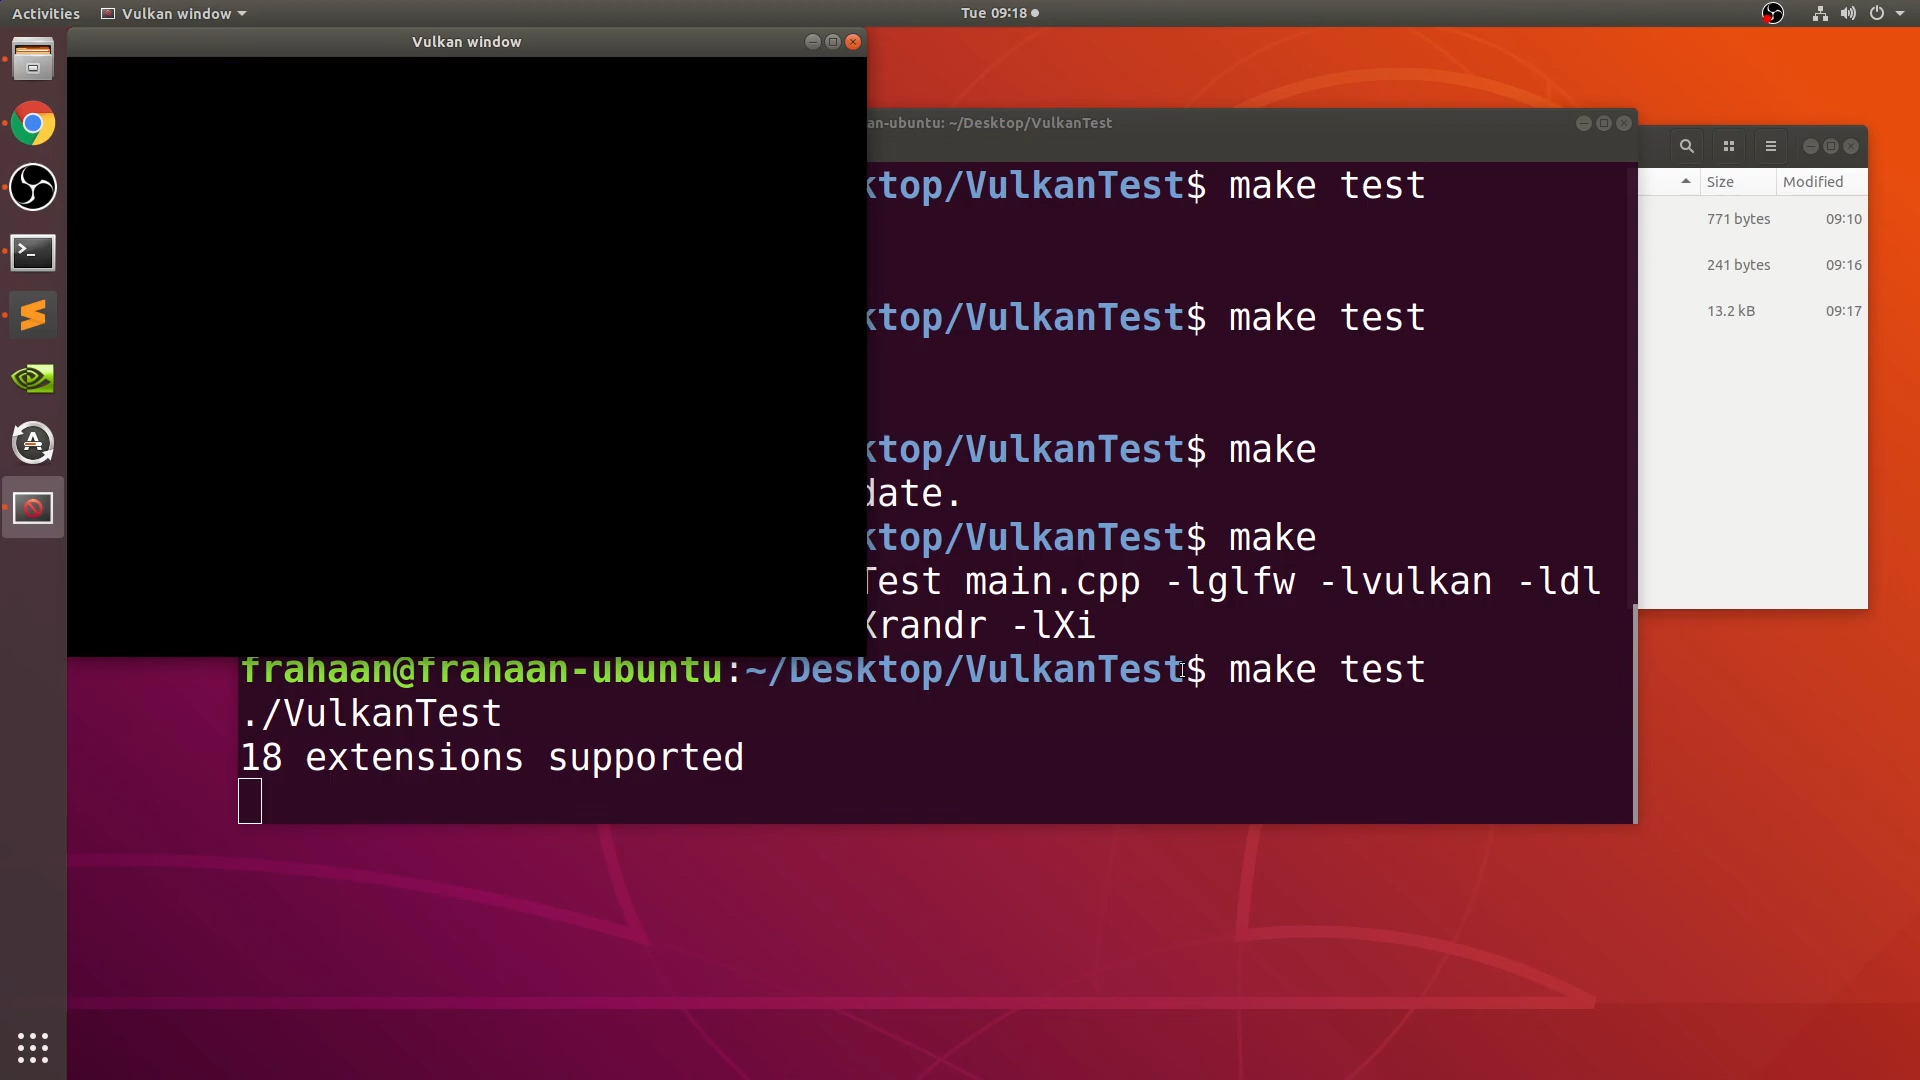 Activities
Vulkan window
Tue 09:18
Vulkan window
an-ubuntu: ~/Desktop/VulkanTest
Size
Modified
771 bytes
09:10
241 bytes
09:16
13.2 kB
09:17
ktop/VulkanTest$ make test
ktop/VulkanTest$ make test
ktop/VulkanTest$ make
date.
ktop/VulkanTest$ make
Test main.cpp -lglfw -lvulkan -ldl
Xrandr -lXi
frahaan@frahaan-ubuntu:~/Desktop/VulkanTest$ make test
./VulkanTest
18 extensions supported